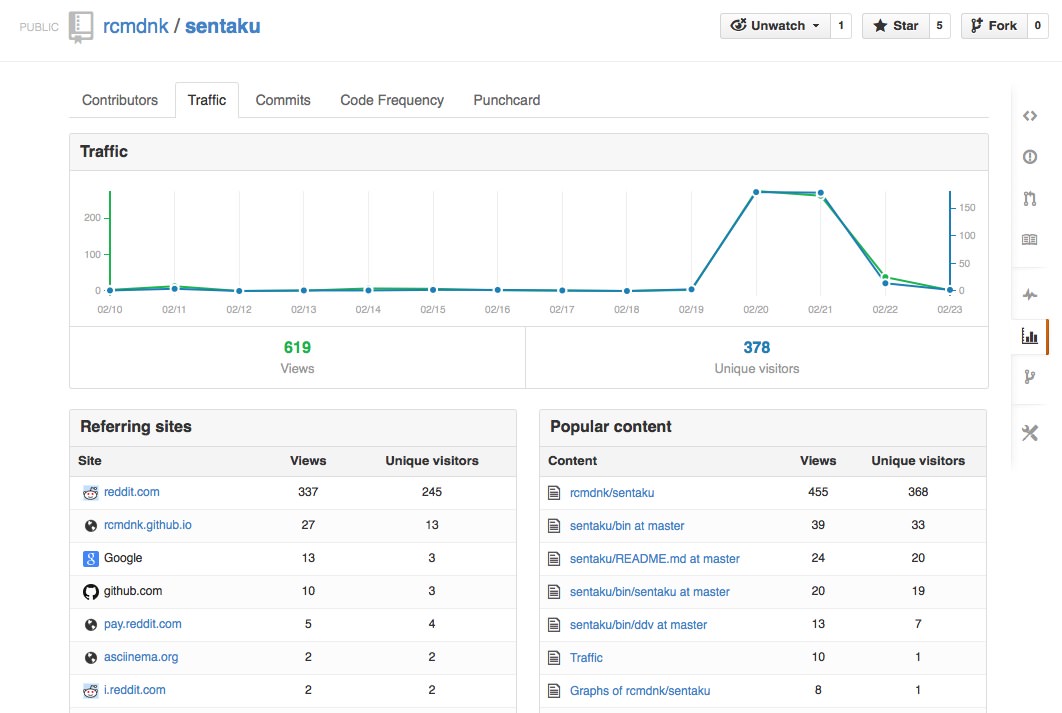 PUBLIC rcmdnk / sentaku Unwatch 1 Star 5 Fork 0
Contributors Traffic Commits Code Frequency Punchcard
Traffic
200
100
0
150
100
50
0
02/10 02/11 02/12 02/13 02/14 02/15 02/16 02/17 02/18 02/19 02/20 02/21 02/22 02/23
619
Views
378
Unique visitors
Referring sites
Site Views Unique visitors
reddit.com 337 245
rcmdnk.github.io 27 13
8 Google 13 3
github.com 10 3
pay.reddit.com 5 4
asciinema.org 2 2
i.reddit.com 2 2
Popular content
Content Views Unique visitors
rcmdnk/sentaku 455 368
sentaku/bin at master 39 33
sentaku/README.md at master 24 20
sentaku/bin/sentaku at master 20 19
sentaku/bin/ddv at master 13 7
Traffic 10 1
Graphs of rcmdnk/sentaku 8 1